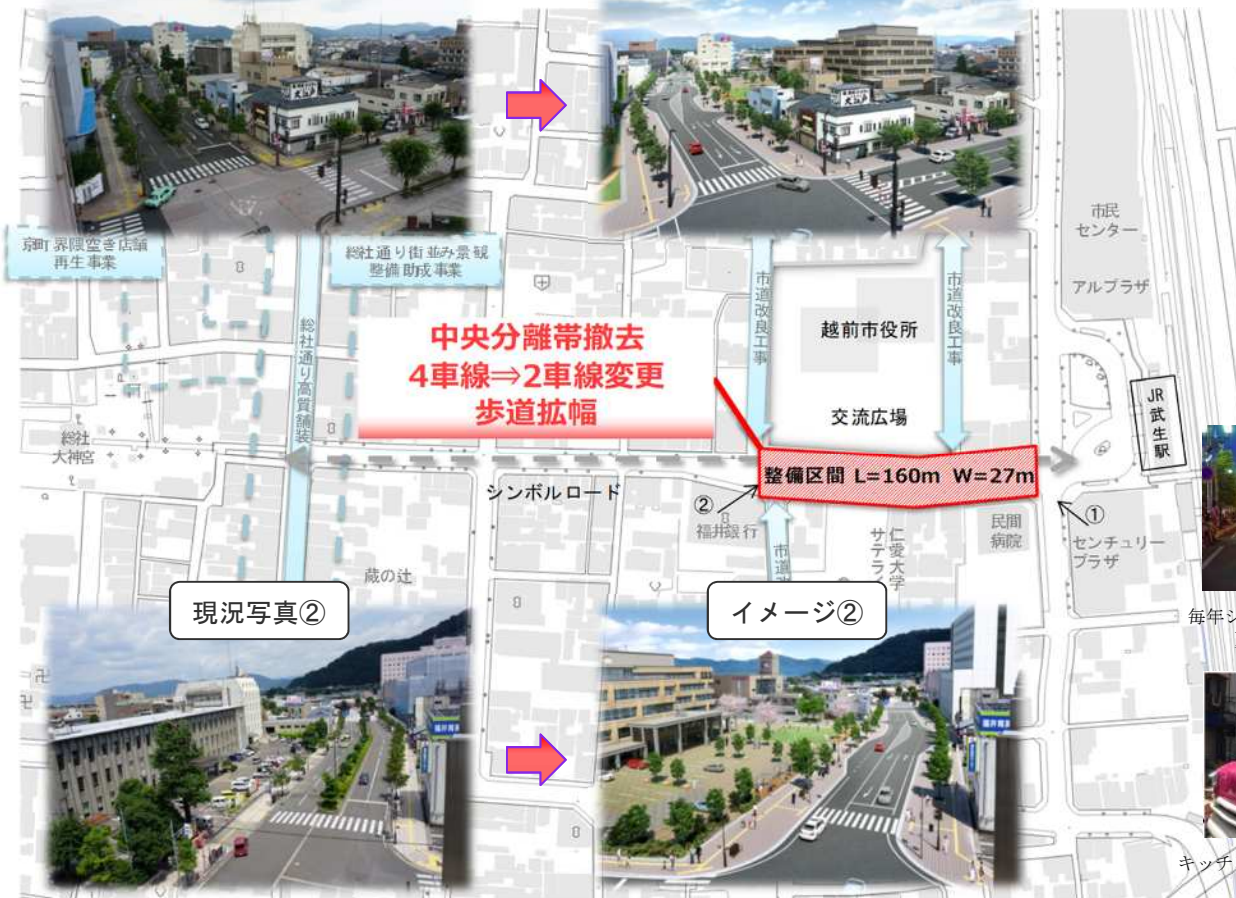 京町界隈空き店舗
再生事業
総社通り街並み景観
整備助成事業
市民
センター
アルプラザ
市道改良工事
越前市役所
市道改良工事
中央分離帯撤去
4車線⇒2車線変更
歩道拡幅
総社通り高質舗装
交流広場
JR
武生駅
総社
大神宮
整備区間 L=160m W=27m
シンボルロード
②
福井銀行
①
民間
病院
センチュリー
プラザ
仁愛大学
サテライ
市道改
蔵の辻
現況写真②
イメージ②
毎年シ
キッチ